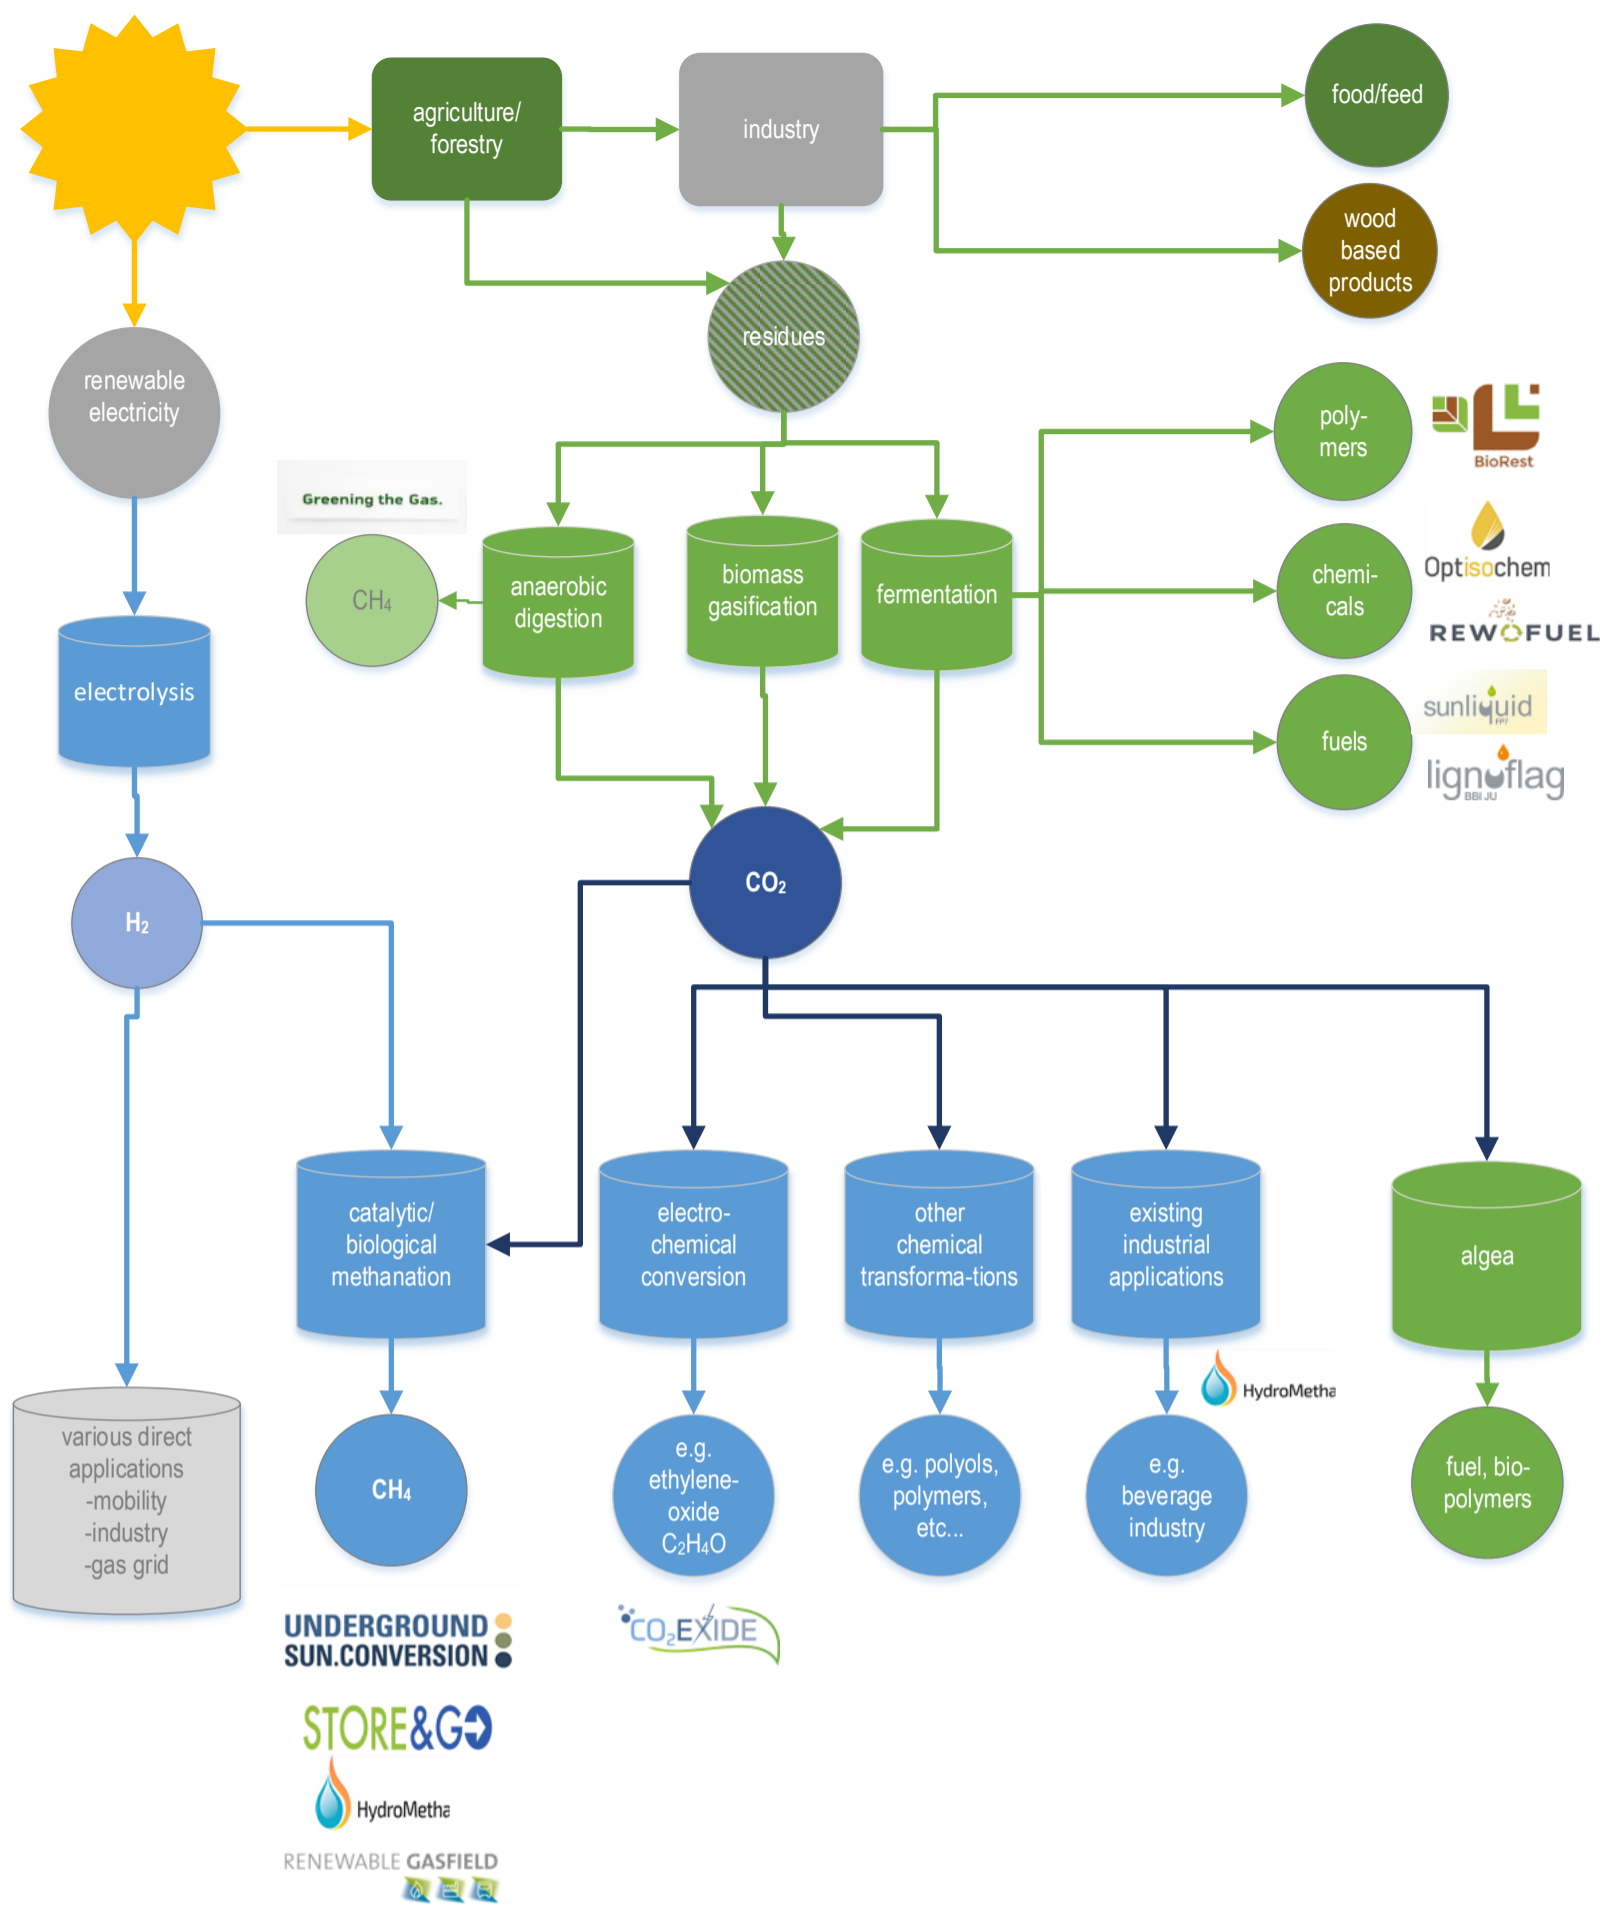 agriculture/
forestry
industry
food/feed
wood
based
products
residues
renewable
electricity
poly-
mers
BioRest
Greening the Gas.
CH₄
anaerobic
digestion
biomass
gasification
fermentation
chemi-
cals
Optisochem
REWOFUEL
electrolysis
fuels
sunliquid
FP7
lignoflag
BBI JU
CO₂
H₂
catalytic/
biological
methanation
electro-
chemical
conversion
other
chemical
transforma-tions
existing
industrial
applications
algea
HydroMetha
various direct
applications
-mobility
-industry
-gas grid
CH₄
e.g.
ethylene-
oxide
C₂H₄O
e.g. polyols,
polymers,
etc...
e.g.
beverage
industry
fuel, bio-
polymers
UNDERGROUND
SUN.CONVERSION
CO₂EXIDE
STORE&GO
HydroMetha
RENEWABLE GASFIELD